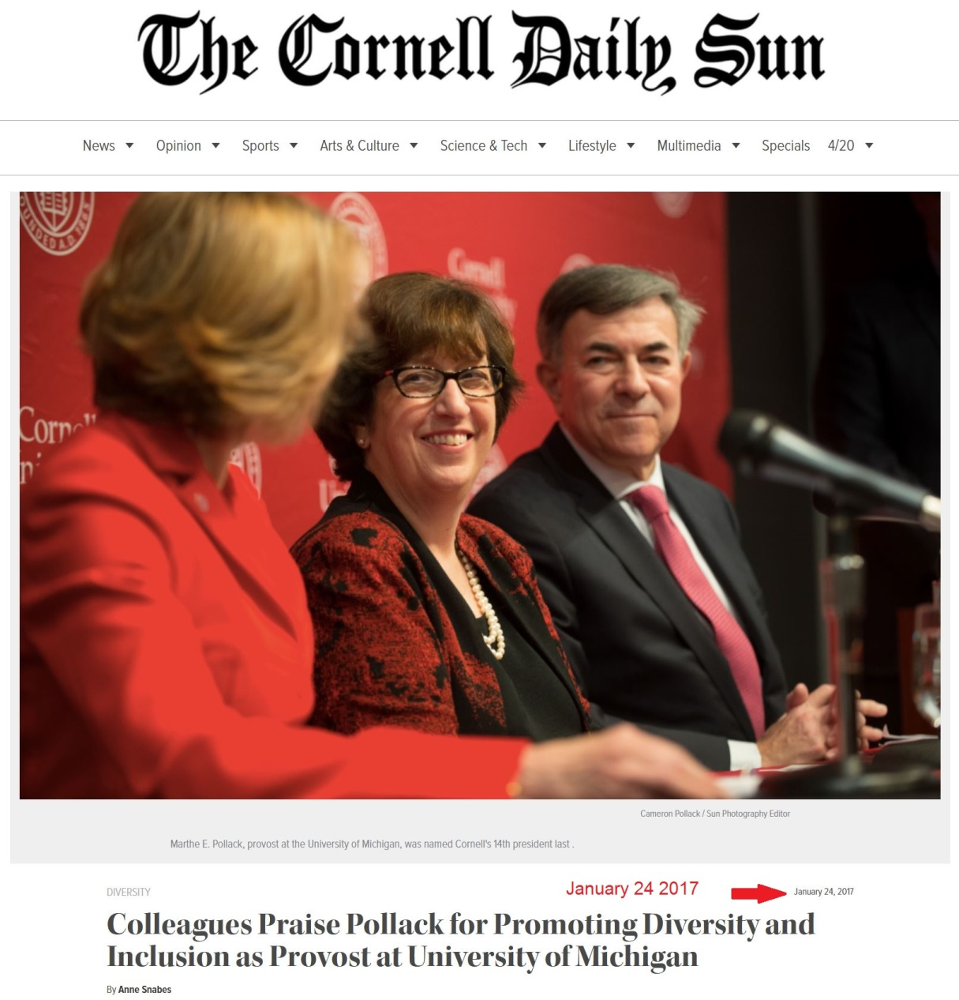 The Cornell Daily Sun
News Opinion Sports Arts & Culture Science & Tech Lifestyle Multimedia Specials 4/20
UNDED A.D. 1865
Cornell
Cornell
Cameron Pollack / Sun Photography Editor
Marthe E. Pollack, provost at the University of Michigan, was named Cornell's 14th president last .
DIVERSITY
January 24 2017
January 24, 2017
Colleagues Praise Pollack for Promoting Diversity and
Inclusion as Provost at University of Michigan
By Anne Snabes